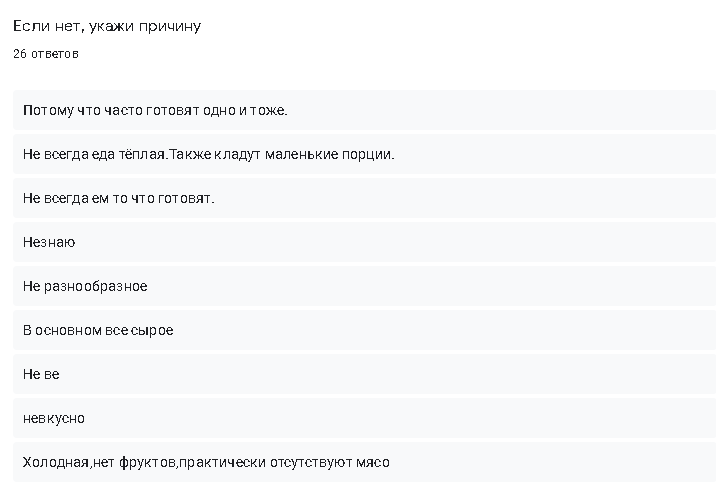 Если нет, укажи причину
26 ответов
Потому что часто готовят одно и тоже.
Не всегда еда тёплая.Также кладут маленькие порции.
Не всегда ем то что готовят.
Незнаю
Не разнообразное
В основном все сырое
Не ве
невкусно
Холодная,нет фруктов,практически отсутствуют мясо